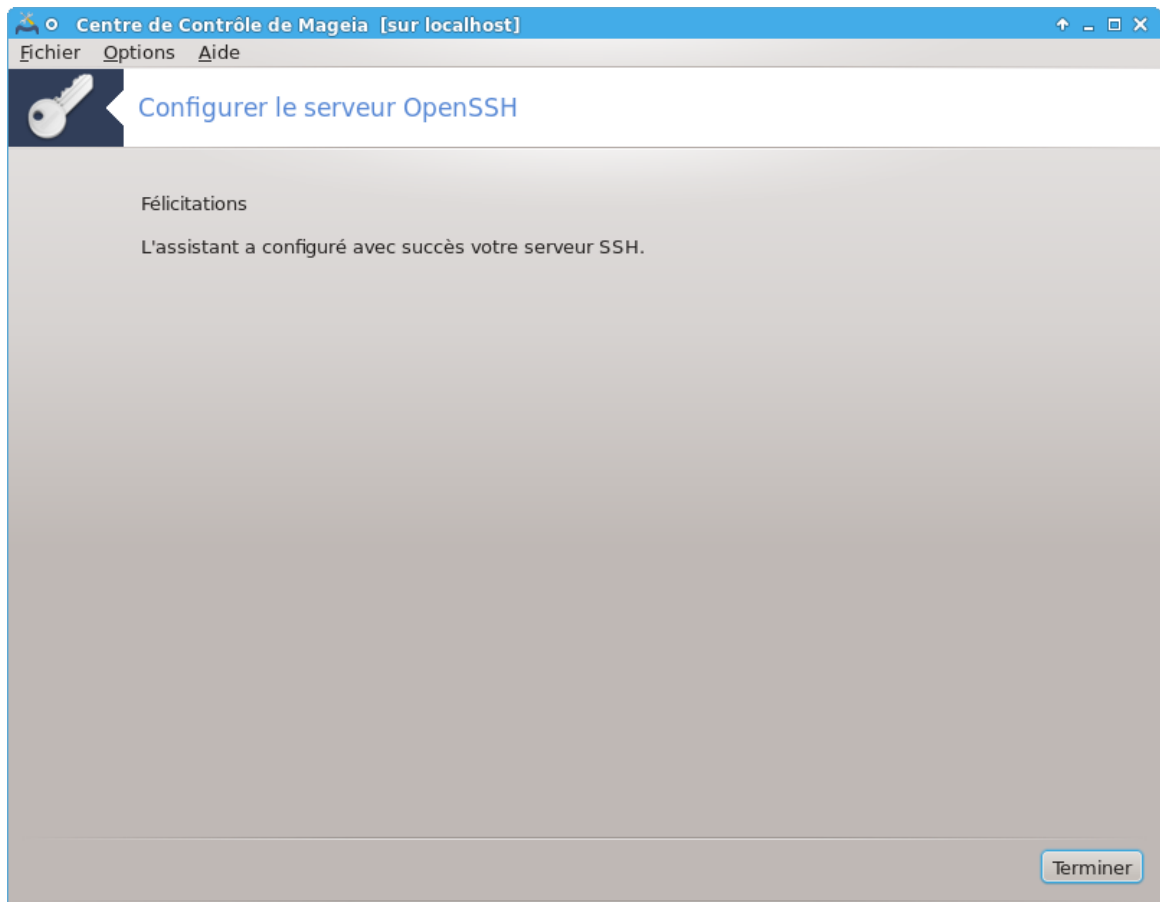 Centre de Contrôle de Mageia [sur localhost]
Fichier Options Aide
Configurer le serveur OpenSSH
Félicitations
L'assistant a configuré avec succès votre serveur SSH.
Terminer